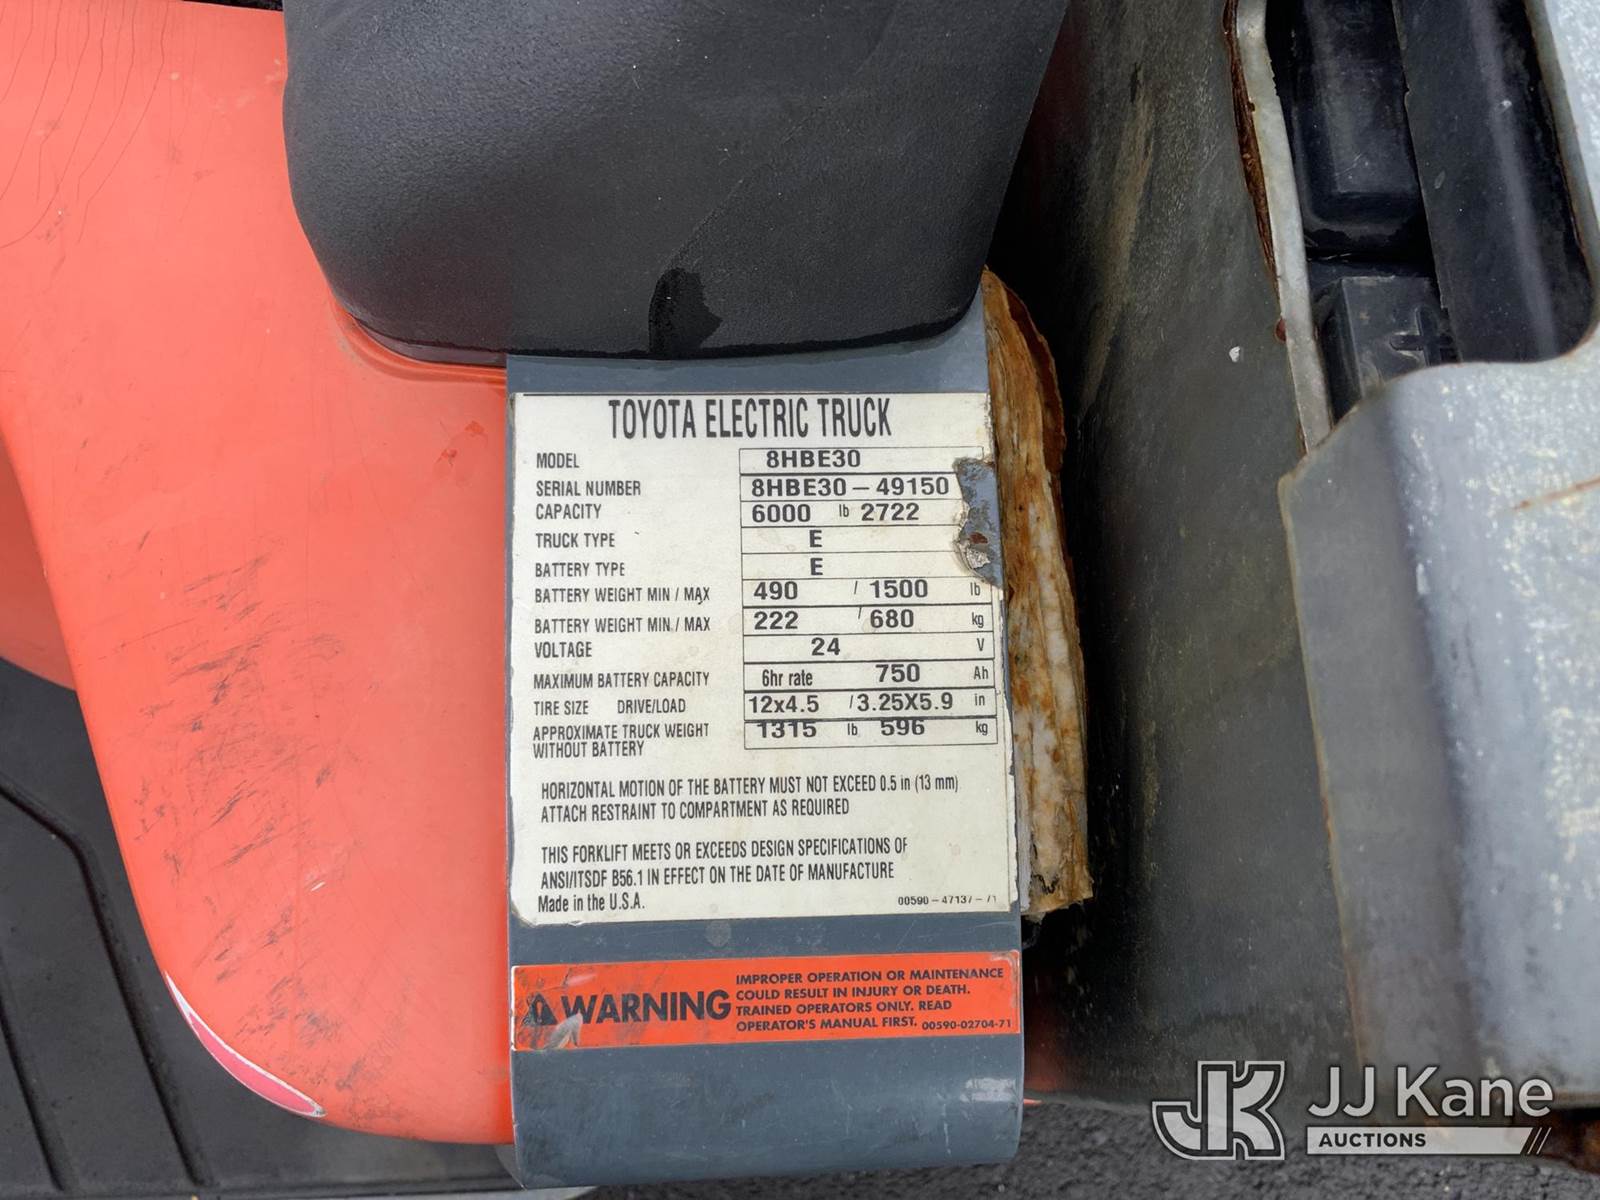 TOYOTA ELECTRIC TRUCK
MODEL 8HBE30
SERIAL NUMBER 8HBE30-49150
CAPACITY 6000 lb 2722
TRUCK TYPE E
BATTERY TYPE E
BATTERY WEIGHT MIN / MAX 490 / 1500 lb
BATTERY WEIGHT MIN / MAX 222 / 680 kg
VOLTAGE 24 V
MAXIMUM BATTERY CAPACITY 6hr rate 750 Ah
TIRE SIZE DRIVE/LOAD 12x4.5 / 3.25X5.9 in
APPROXIMATE TRUCK WEIGHT 1315 lb 596 kg
WITHOUT BATTERY
HORIZONTAL MOTION OF THE BATTERY MUST NOT EXCEED 0.5 in (13 mm)
ATTACH RESTRAINT TO COMPARTMENT AS REQUIRED
THIS FORKLIFT MEETS OR EXCEEDS DESIGN SPECIFICATIONS OF
ANSI/ITSDF B56.1 IN EFFECT ON THE DATE OF MANUFACTURE
Made in the U.S.A. 00590-47137-71
WARNING
IMPROPER OPERATION OR MAINTENANCE
COULD RESULT IN INJURY OR DEATH.
TRAINED OPERATORS ONLY. READ
OPERATOR'S MANUAL FIRST. 00590-02704-71
JK JJ Kane
AUCTIONS